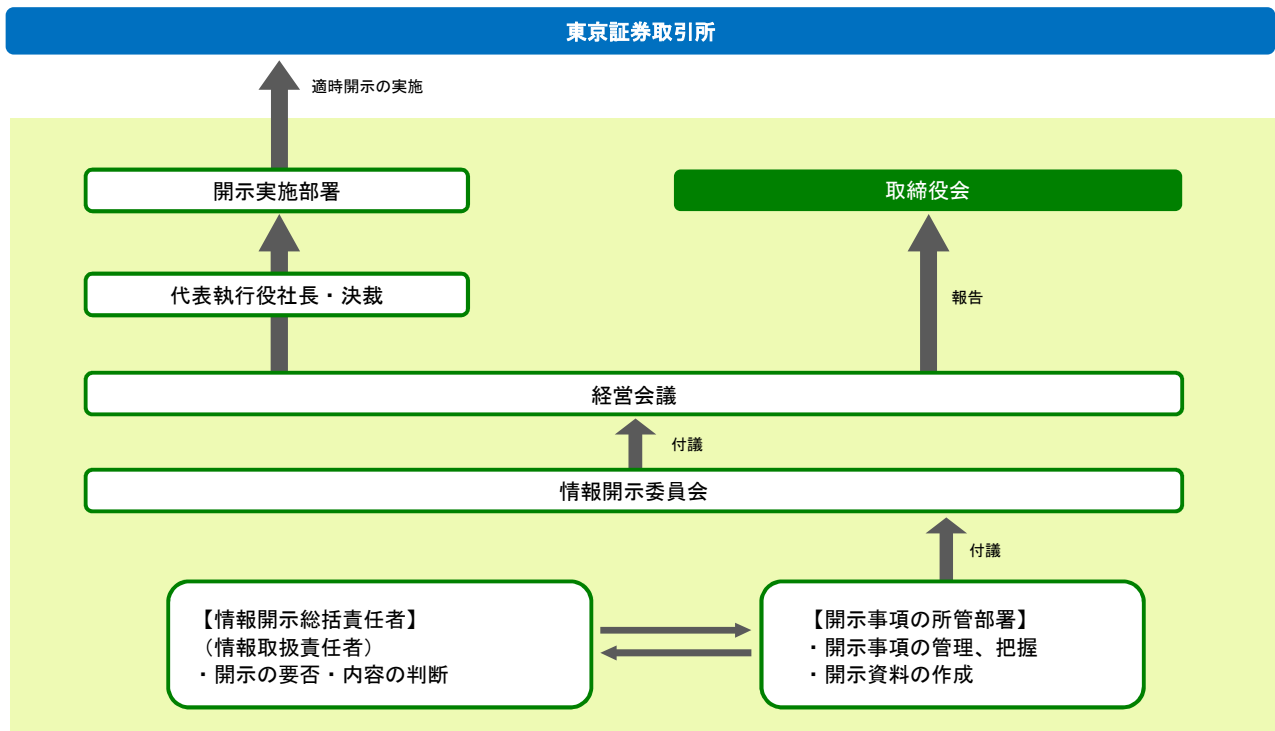 東京証券取引所
適時開示の実施
開示実施部署
取締役会
代表執行役社長・決裁
報告
経営会議
付議
情報開示委員会
付議
【情報開示総括責任者】
（情報取扱責任者）
・開示の要否・内容の判断
【開示事項の所管部署】
・開示事項の管理、把握
・開示資料の作成